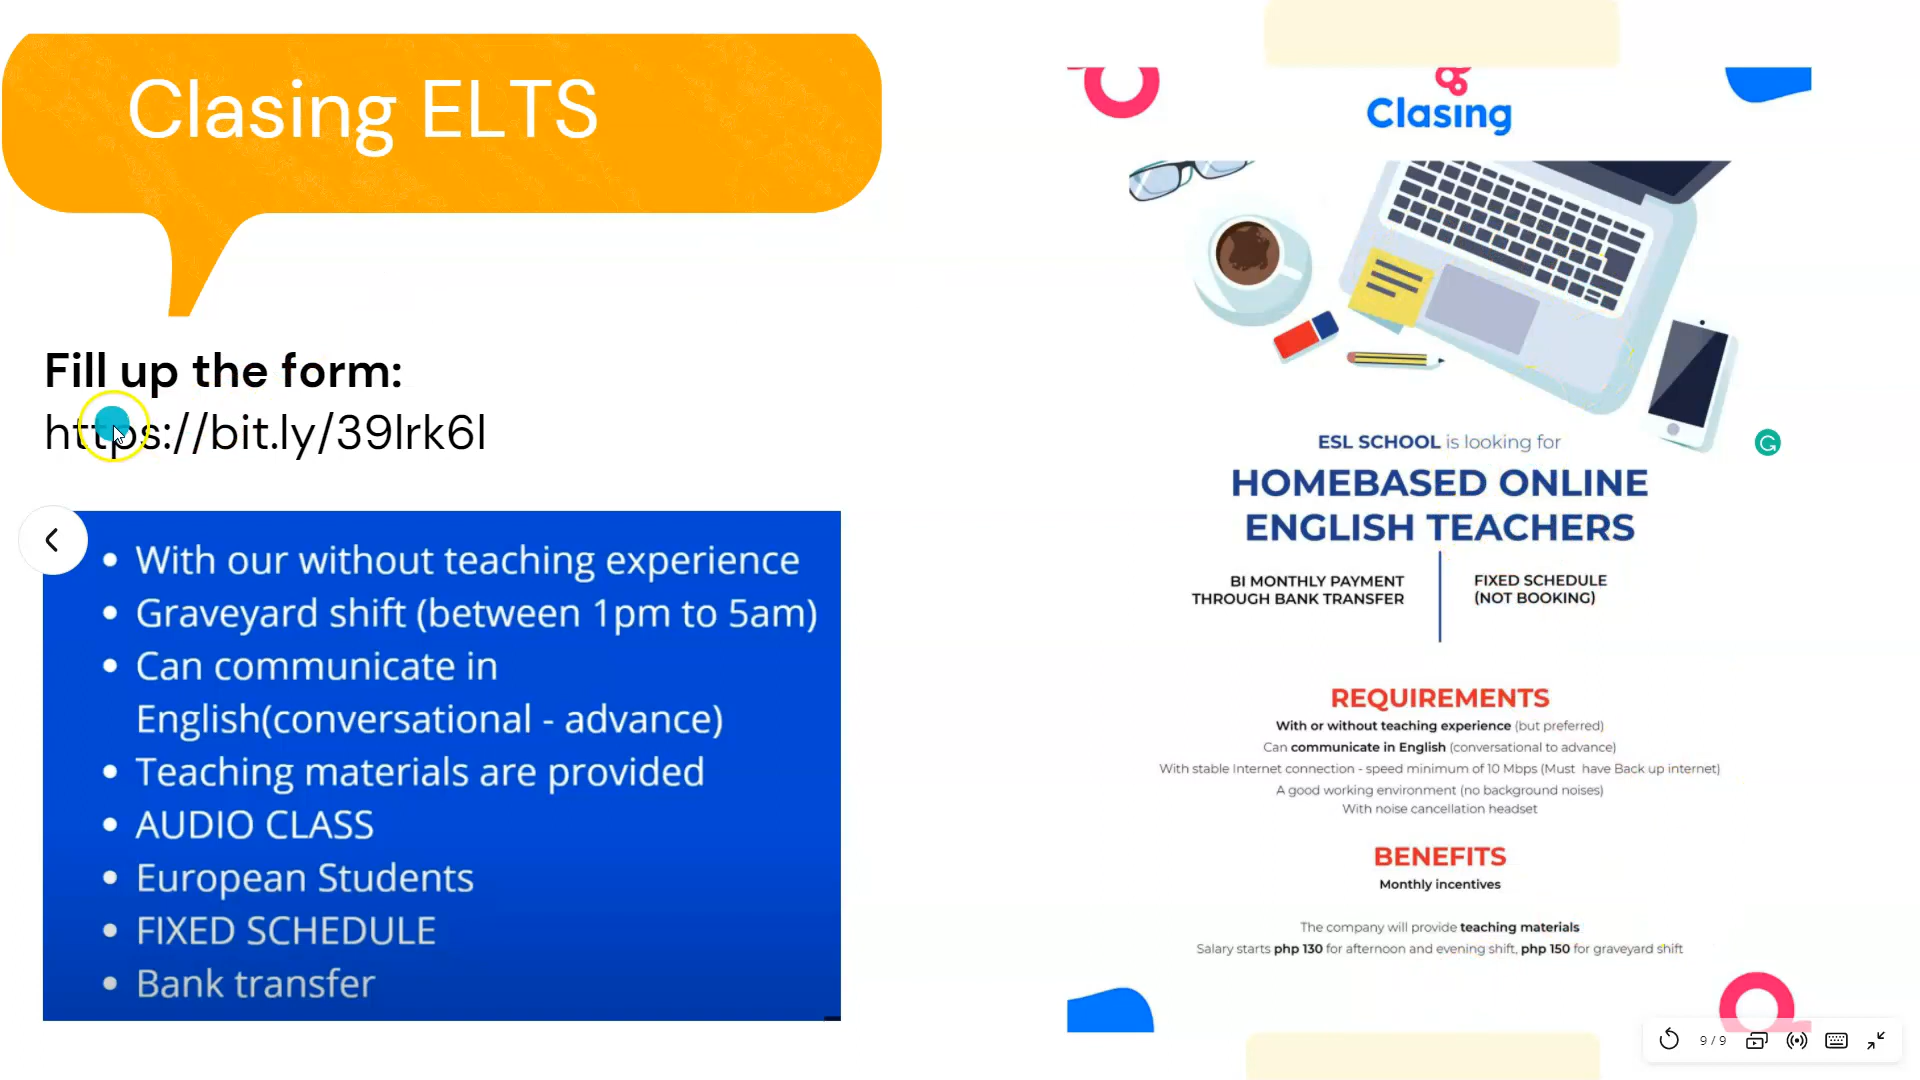 Clasing ELTS
Fill up the form:
https://bit.ly/39lrk6l
• With our without teaching experience
• Graveyard shift (between 1pm to 5am)
• Can communicate in
English(conversational - advance)
• Teaching materials are provided
• AUDIO CLASS
• European Students
• FIXED SCHEDULE
• Bank transfer
Clasing
ESL SCHOOL is looking for
HOMEBASED ONLINE
ENGLISH TEACHERS
BI MONTHLY PAYMENT
THROUGH BANK TRANSFER
FIXED SCHEDULE
(NOT BOOKING)
REQUIREMENTS
With or without teaching experience (but preferred)
Can communicate in English (conversational to advance)
With stable Internet connection - speed minimum of 10 Mbps (Must have Back up internet)
A good working environment (no background noises)
With noise cancellation headset
BENEFITS
Monthly incentives
The company will provide teaching materials
Salary starts php 130 for afternoon and evening shift, php 150 for graveyard shift
9 / 9